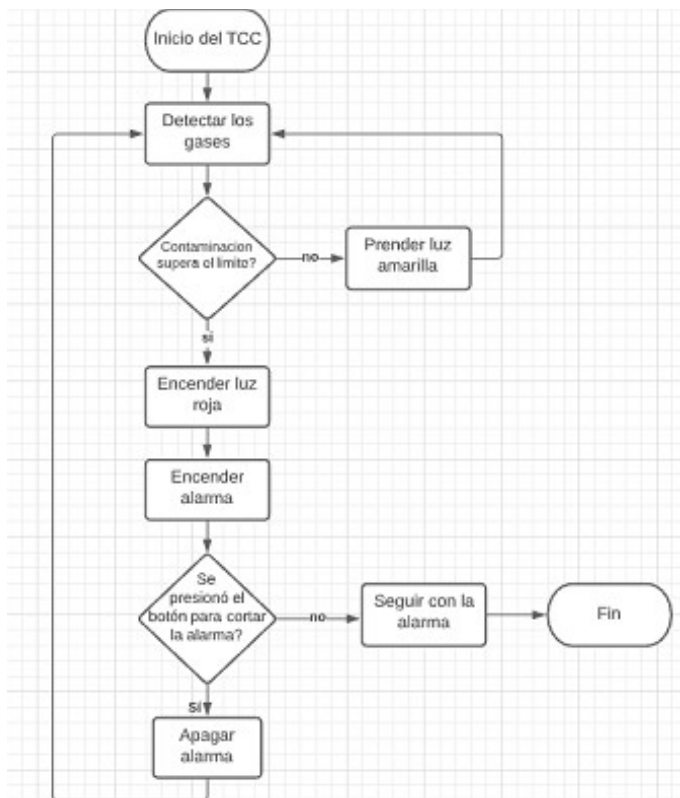 Inicio del TCC
Detectar los
gases
Contaminacion
supera el limite?
no
Prender luz
amarilla
si
Encender luz
roja
Encender
alarma
Se
presionó el
botón para cortar
la alarma?
no
Seguir con la
alarma
Fin
Sí
Apagar
alarma